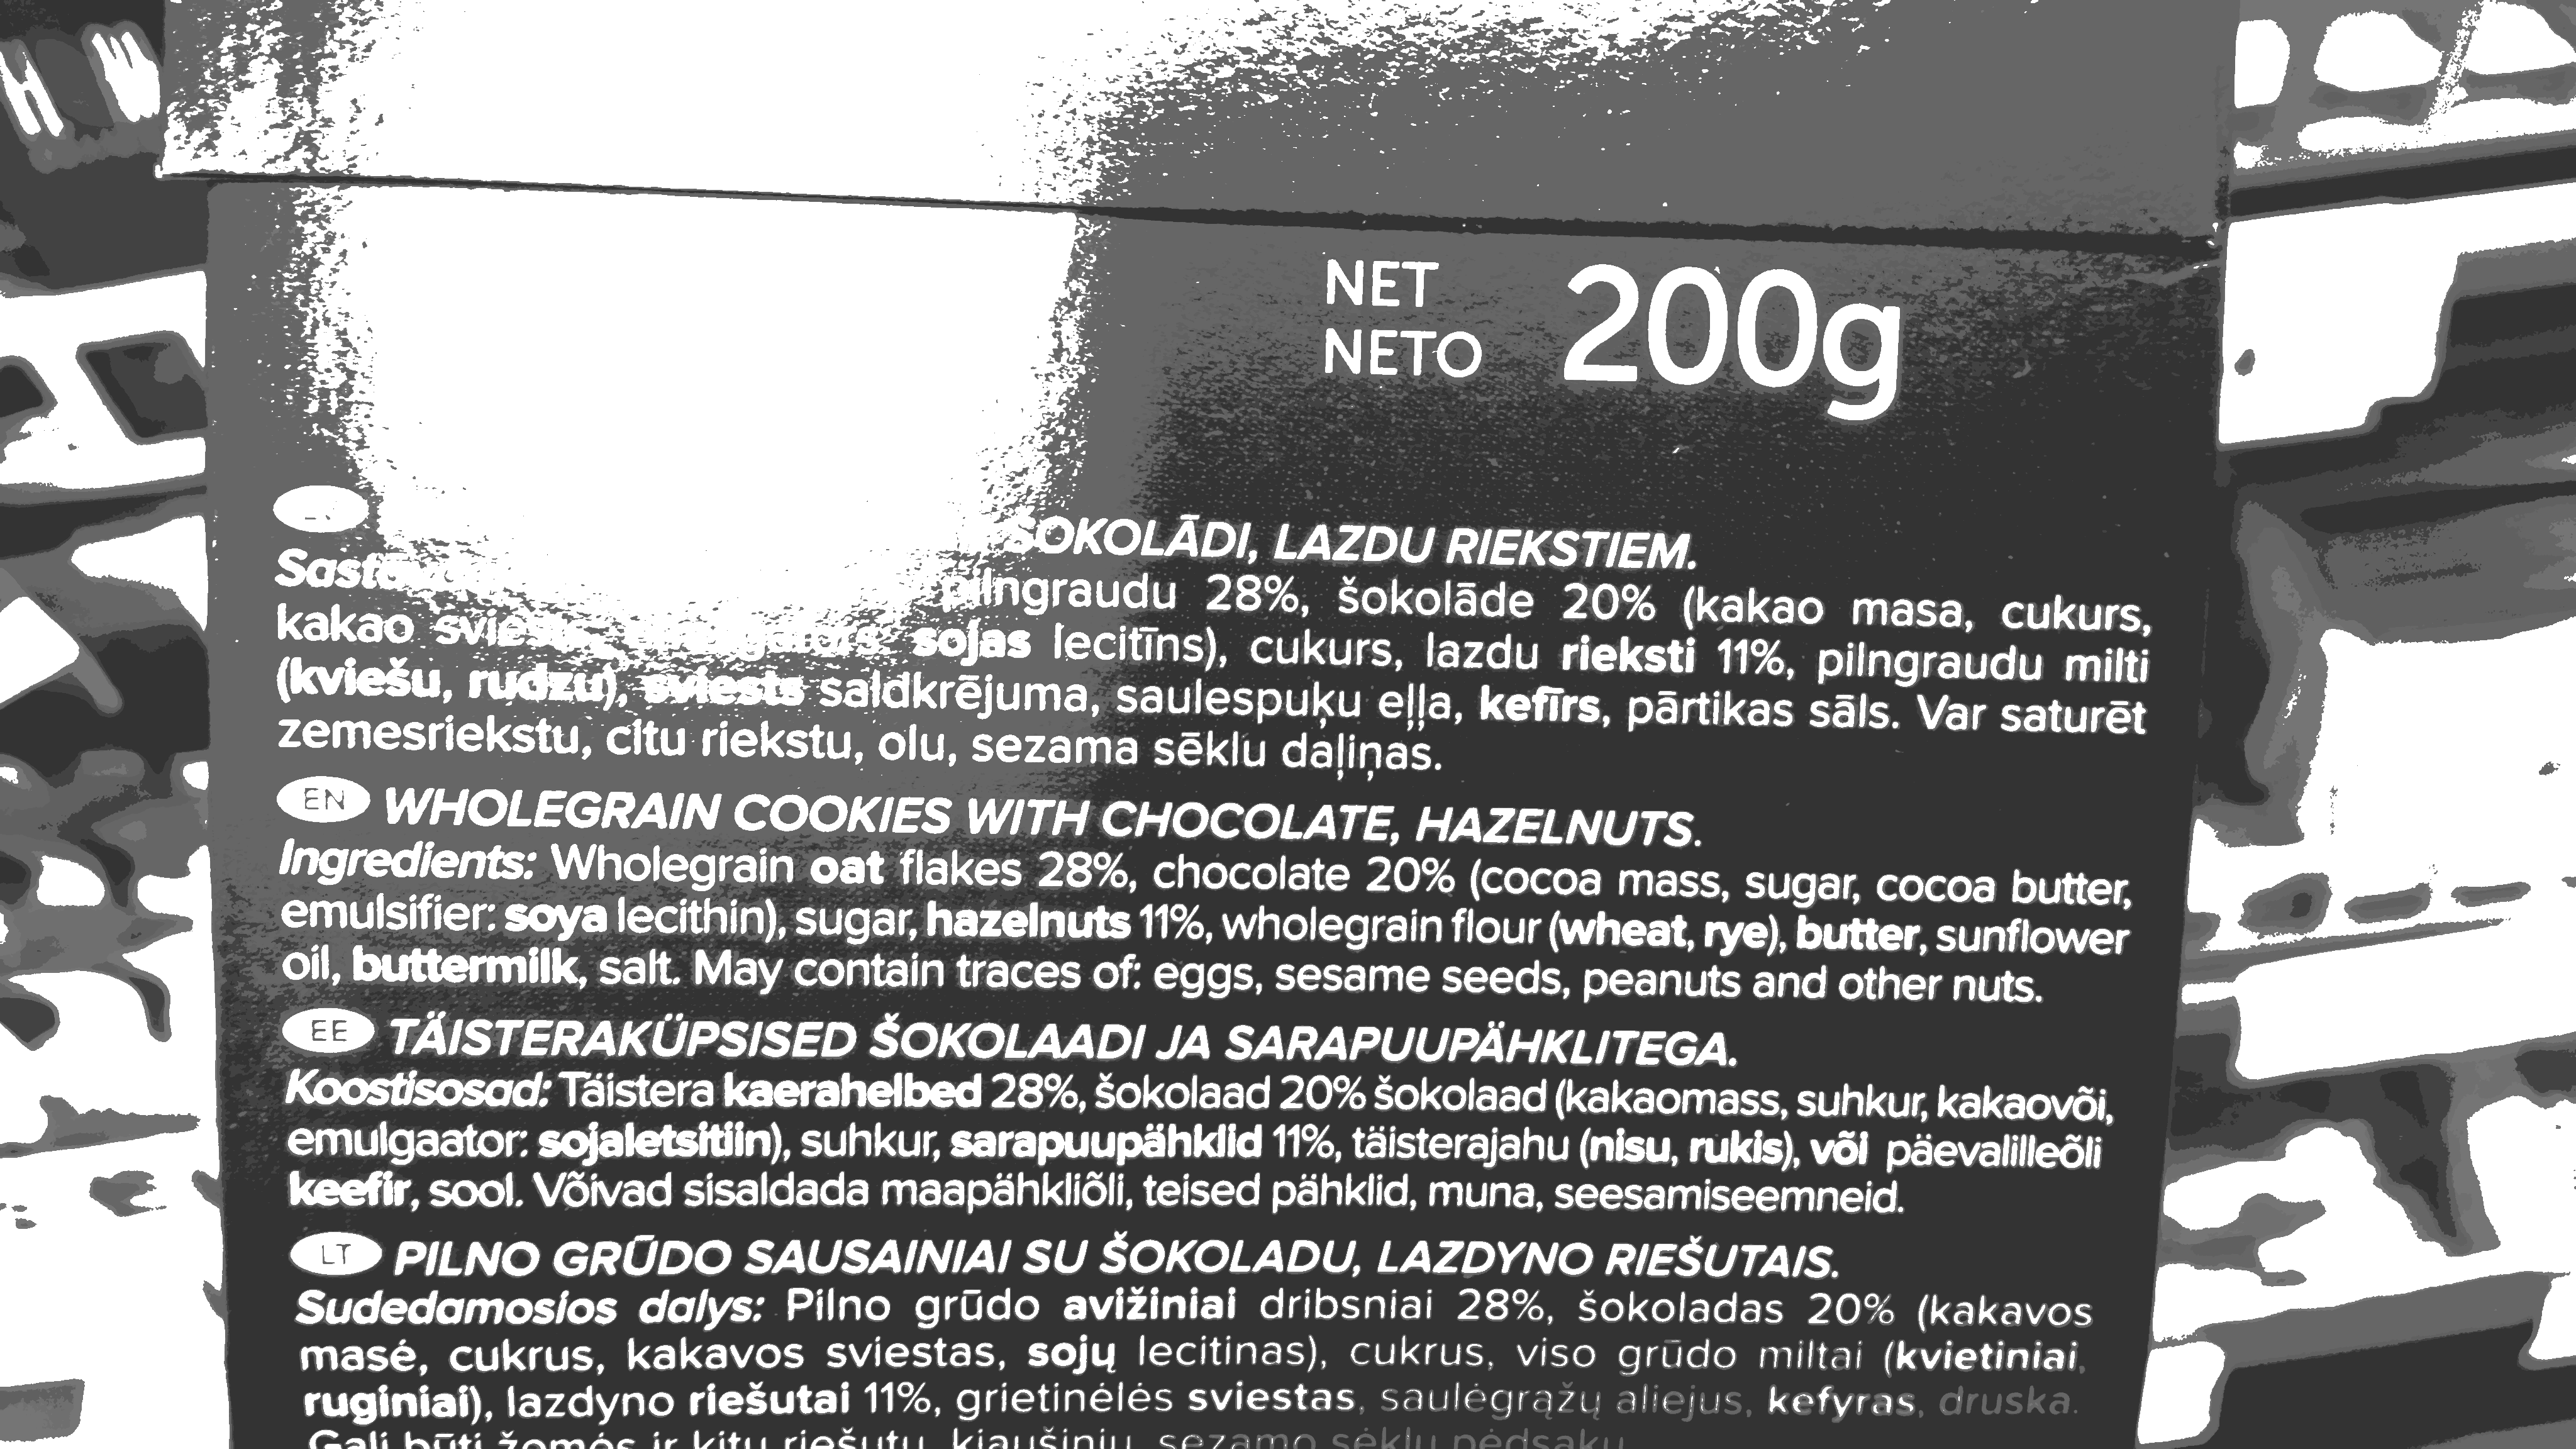 NET
NETO
200g
ŠOKOLĀDI, LAZDU RIEKSTIEM.
pilngraudu 28%, šokolāde 20% (kakao masa, cukurs,
kakao sojas lecitīns), cukurs, lazdu rieksti 11%, pilngraudu milti
(kviešu, rudzu), sviests saldkrējuma, saulespuķu eļļa, kefīrs, pārtikas sāls. Var saturēt
zemesriekstu, citu riekstu, olu, sezama sēklu daļiņas.
EN WHOLEGRAIN COOKIES WITH CHOCOLATE, HAZELNUTS.
Ingredients: Wholegrain oat flakes 28%, chocolate 20% (cocoa mass, sugar, cocoa butter,
emulsifier: soya lecithin), sugar, hazelnuts 11%, wholegrain flour (wheat, rye), butter, sunflower
oil, buttermilk, salt. May contain traces of: eggs, sesame seeds, peanuts and other nuts.
EE TÄISTERAKÜPSISED ŠOKOLAADI JA SARAPUUPÄHKLITEGA.
Koostisosad: Täistera kaerahelbed 28%, šokolaad 20% šokolaad (kakaomass, suhkur, kakaovõi,
emulgaator: sojaletsitiin), suhkur, sarapuupähklid 11%, täisterajahu (nisu, rukis), või päevalilleõli
keefir, sool. Võivad sisaldada maapähkliõli, teised pähklid, muna, seesamiseemneid.
LT PILNO GRŪDO SAUSAINIAI SU ŠOKOLADU, LAZDYNO RIEŠUTAIS.
Sudedamosios dalys: Pilno grūdo avižiniai dribsniai 28%, šokoladas 20% (kakavos
masė, cukrus, kakavos sviestas, sojų lecitinas), cukrus, viso grūdo miltai (kvietiniai,
ruginiai), lazdyno riešutai 11%, grietinėlės sviestas, saulėgrąžų aliejus, kefyras, druska.
Gali būti žemės ir kitų riešutų, kiaušinių, sezamo sėklų pėdsakų.